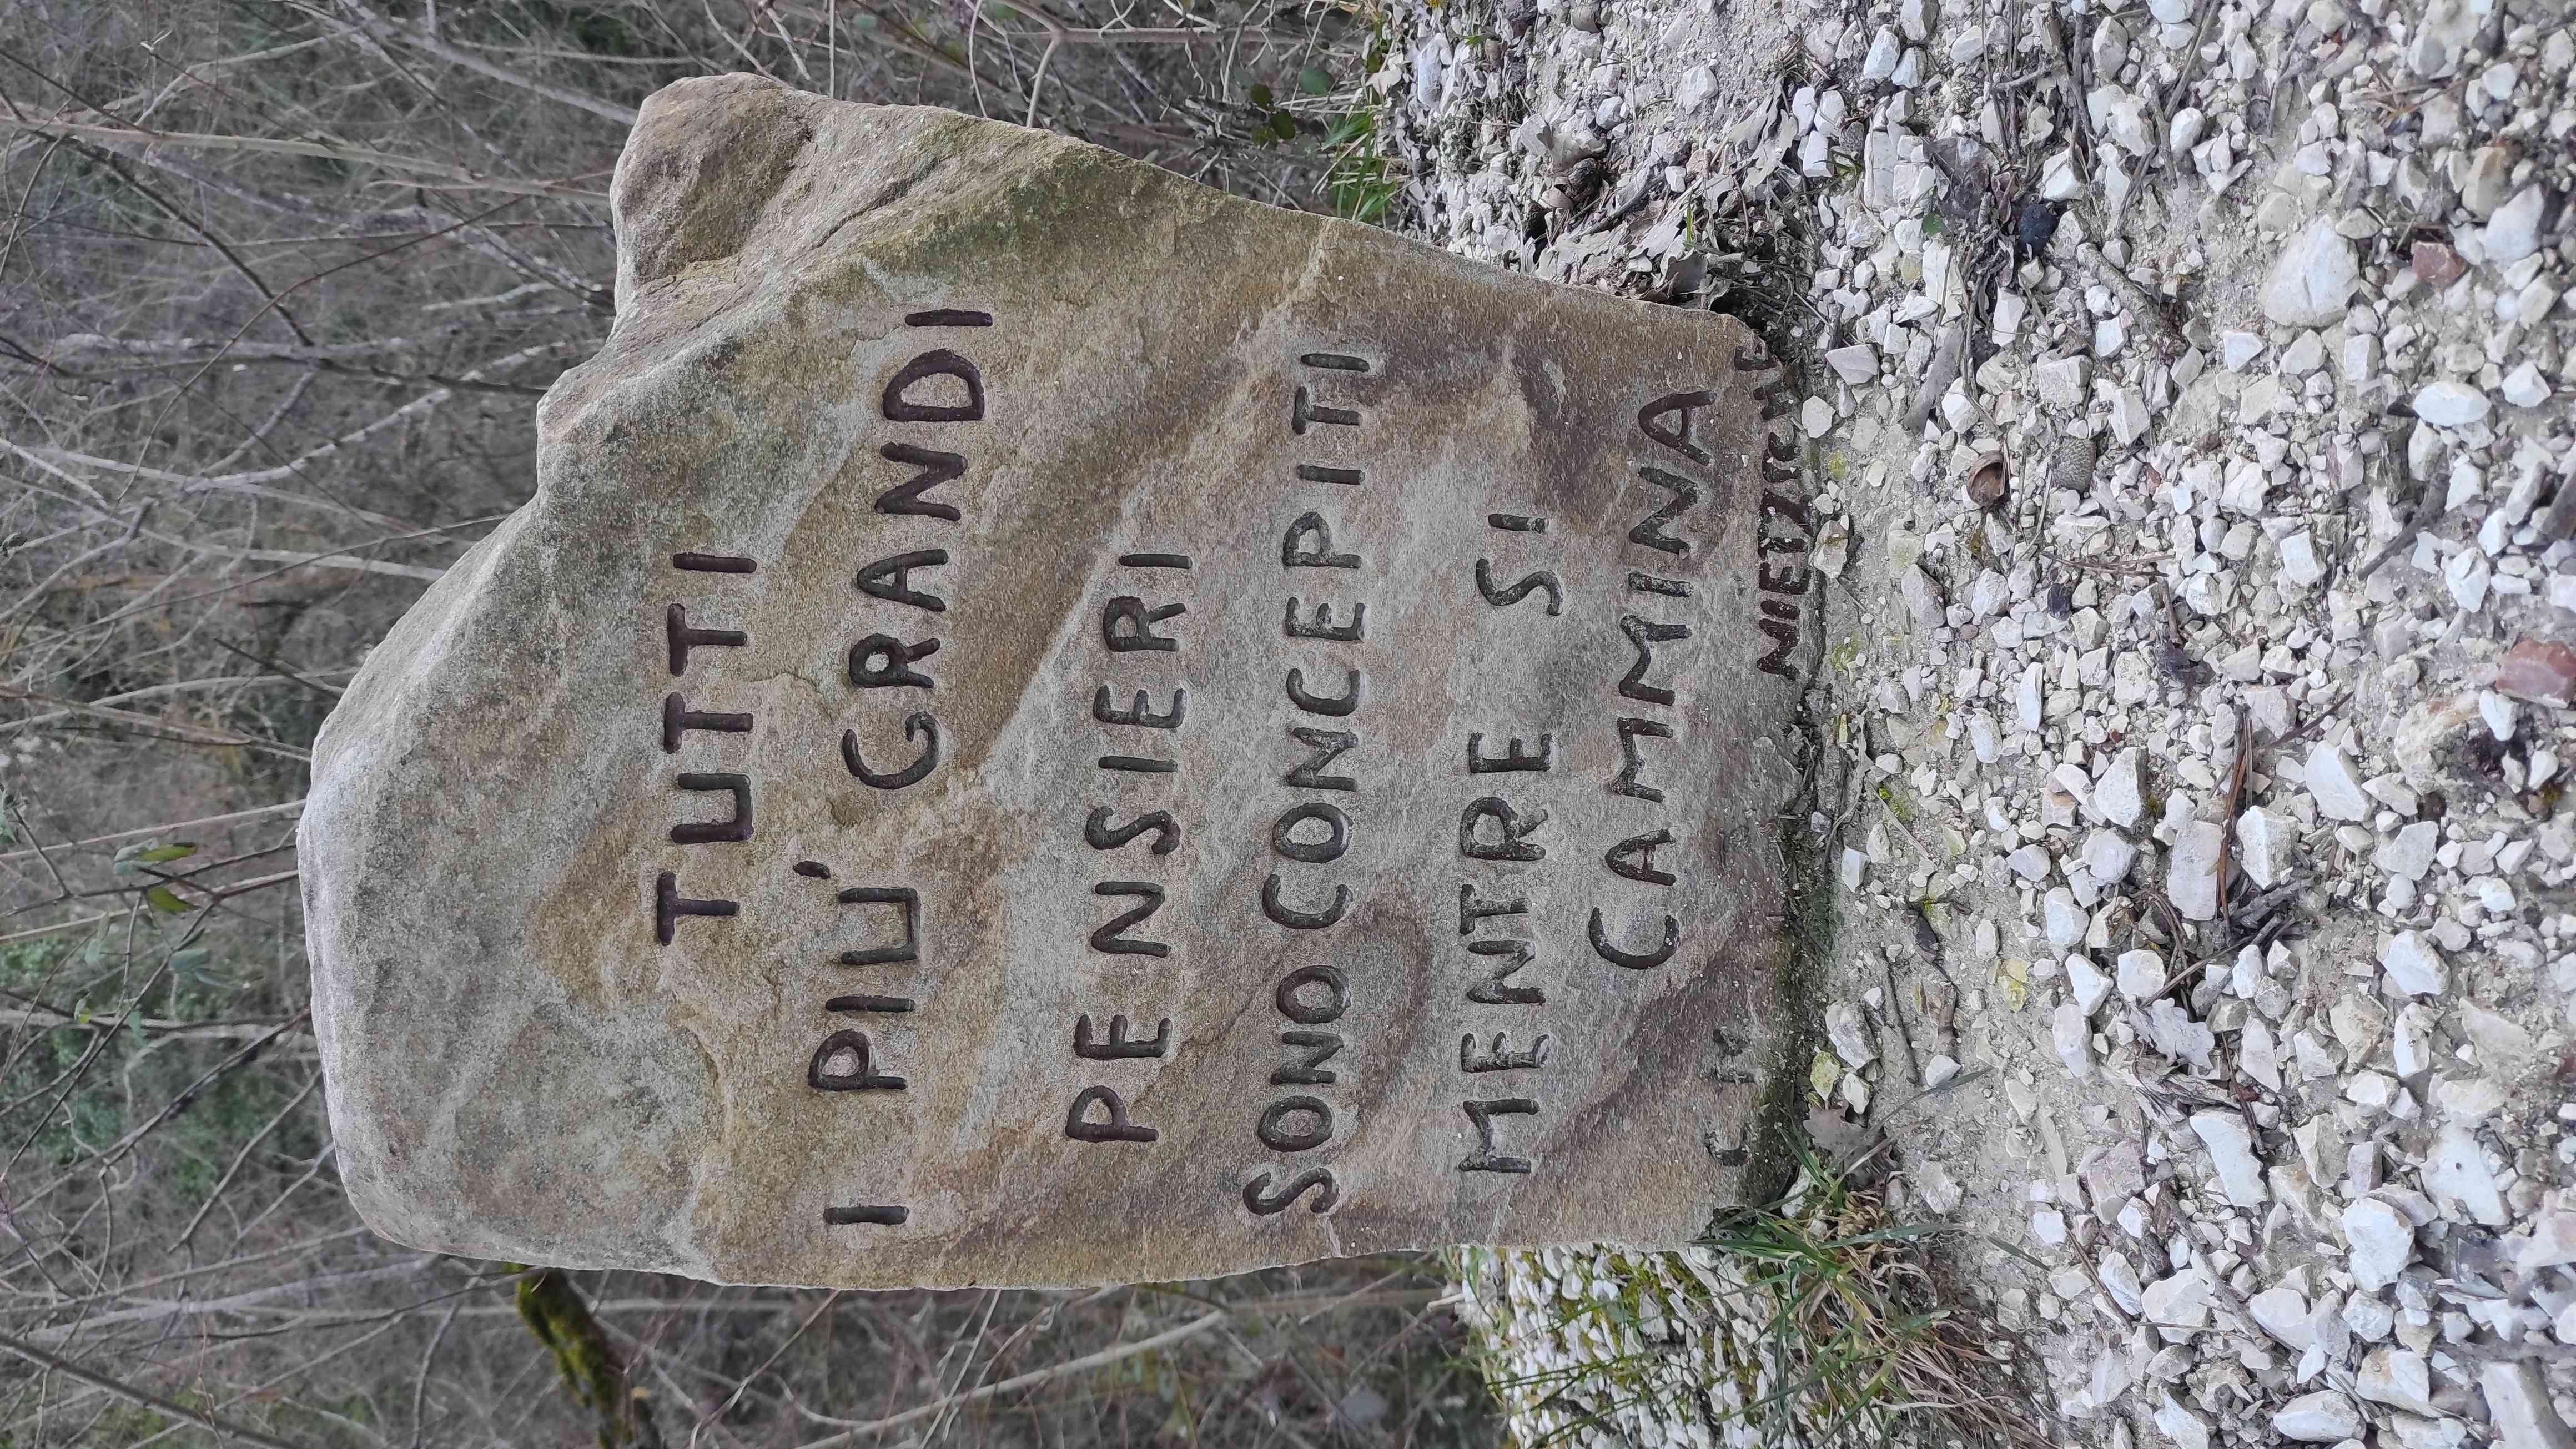 TUTTI
I PIU' GRANDI
PENSIERI
SONO CONCEPITI
MENTRE SI
CAMMINA
NIETZSCHE